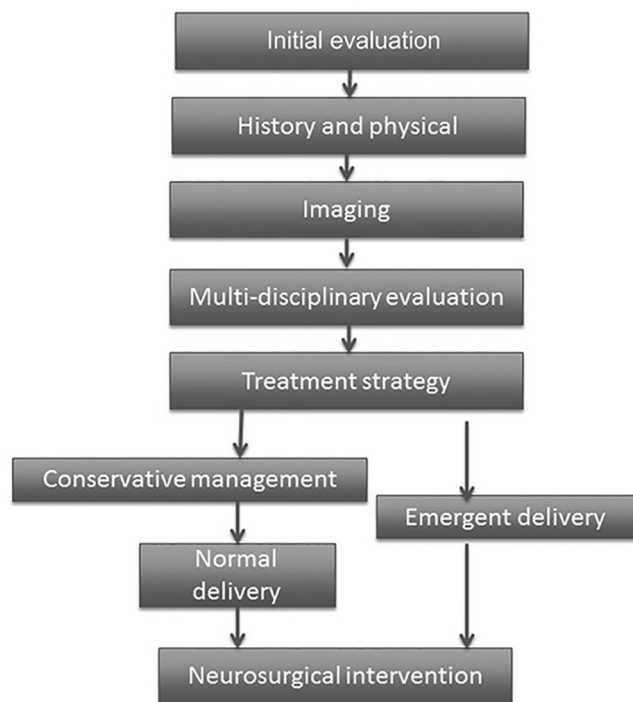 Initial evaluation
History and physical
Imaging
Multi-disciplinary evaluation
Treatment strategy
Conservative management
Emergent delivery
Normal
delivery
Neurosurgical intervention